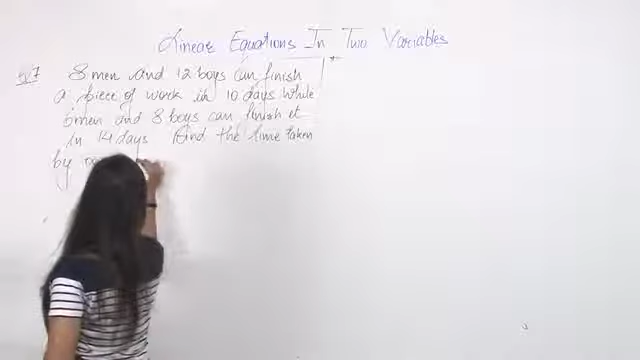 Linear Equations In Two Variables
8 men and 12 boys can finish
a piece of work in 10 days while
6 men and 8 boys can finish it
in 14 days Find the time taken
by